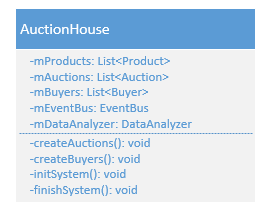 AuctionHouse
-mProducts: List<Product>
-mAuctions: List<Auction>
-mBuyers: List<Buyer>
-mEventBus: EventBus
-mDataAnalyzer: DataAnalyzer
-createAuctions(): void
-createBuyers(): void
-initSystem(): void
-finishSystem(): void